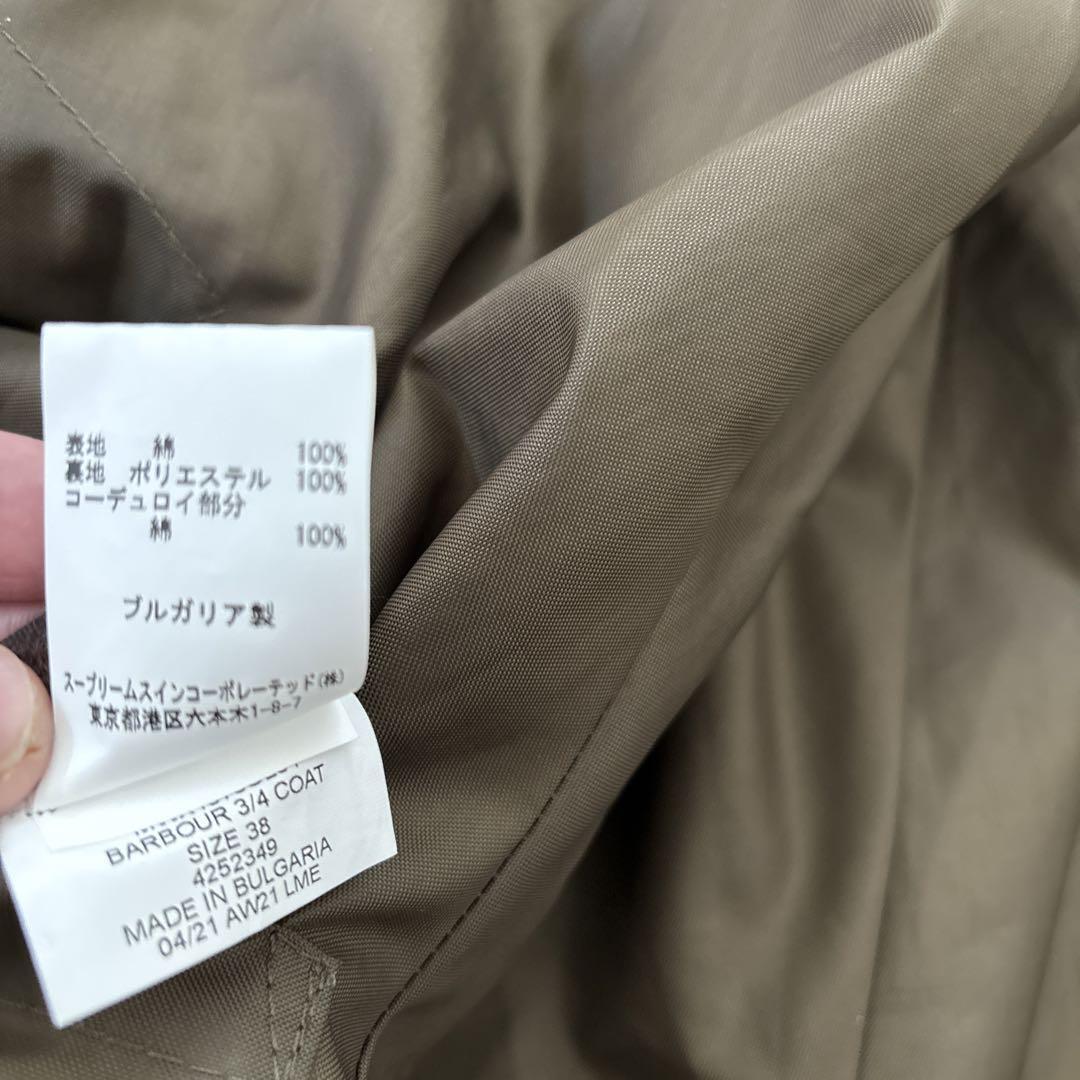 表地 綿 100%
裏地 ポリエステル 100%
コーデュロイ部分
綿 100%
ブルガリア製
スープリームスインコーポレーテッド(株)
東京都港区六本木1-8-7
BARBOUR 3/4 COAT
SIZE 38
4252349
MADE IN BULGARIA
04/21 AW21 LME